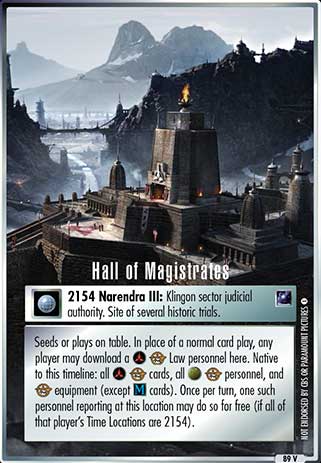 Hall of Magistrates
2154 Narendra III: Klingon sector judicial
authority. Site of several historic trials.
Seeds or plays on table. In place of a normal card play, any
player may download a Law personnel here. Native
to this timeline: all cards, all personnel, and
equipment (except M cards). Once per turn, one such
personnel reporting at this location may do so for free (if all of
that player's Time Locations are 2154).
NOT ENDORSED BY CBS OR PARAMOUNT PICTURES
89 V